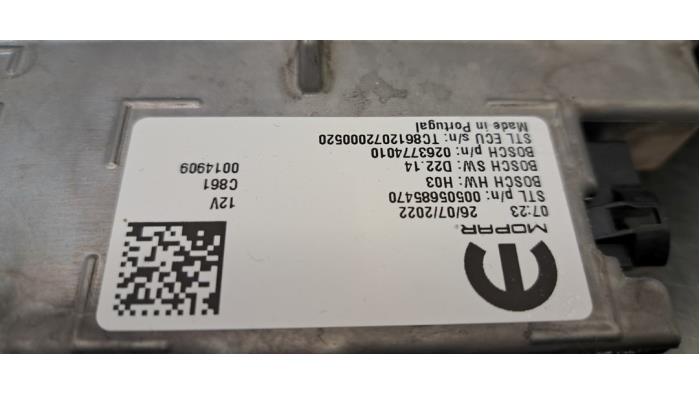 MOPAR
07:23
26/07/2022
STL p/n: 00505685470
BOSCH HW: H03
BOSCH SW: D22.14
BOSCH p/n: 0263774010
STL ECU s/n: TC8612072000520
Made in Portugal
12V
C861
0014909